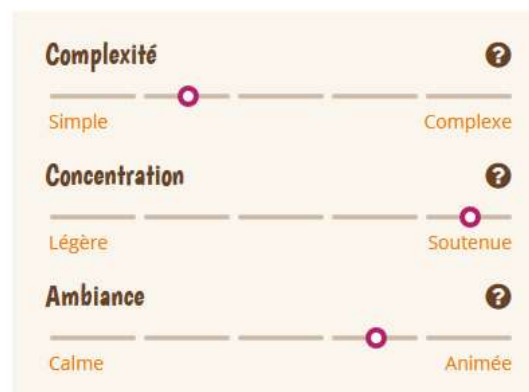 Complexité
Simple Complexe
Concentration
Légère Soutenue
Ambiance
Calme Animée